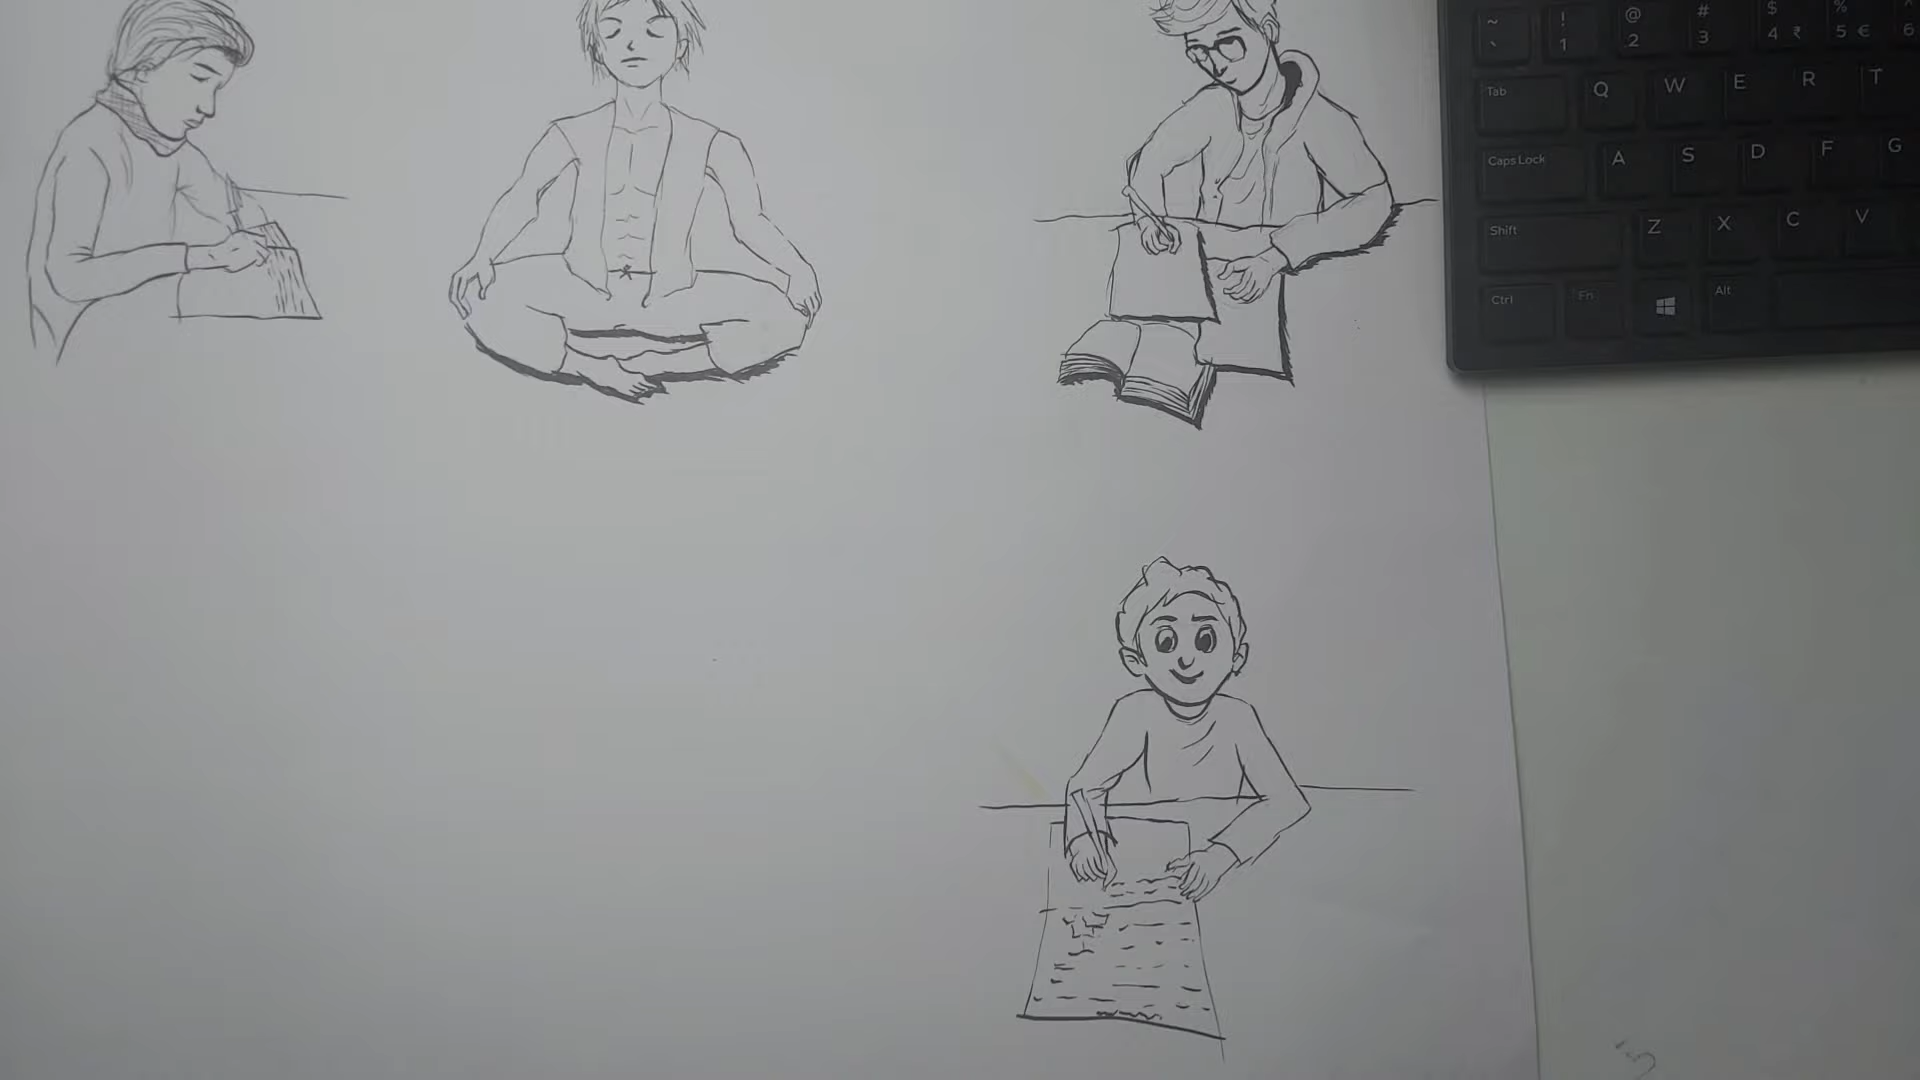 ~ ! @ # $ % ^
` 1 2 3 4 ₹ 5 € 6
Tab Q W E R T
Caps Lock A S D F G
Shift Z X C V
Ctrl Fn Alt